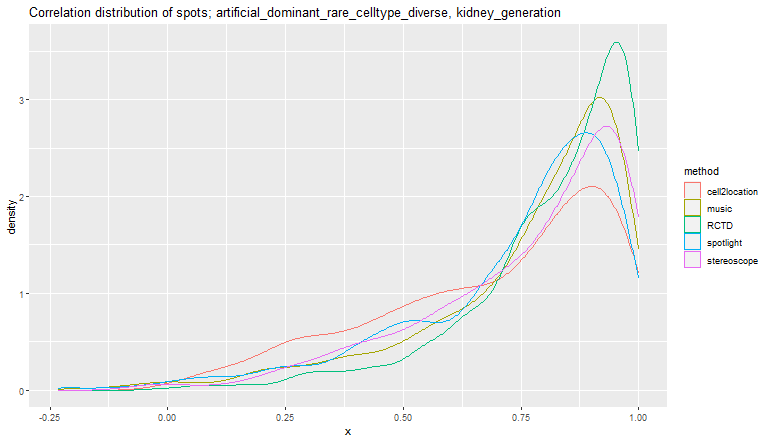 Correlation distribution of spots; artificial_dominant_rare_celltype_diverse, kidney_generation
3
2
1
0
density
-0.25
0.00
0.25
0.50
0.75
1.00
x
method
cell2location
music
RCTD
spotlight
stereoscope